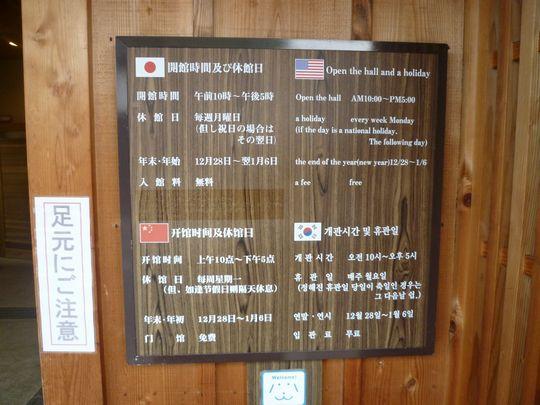 開館時間及び休館日
開館時間 午前10時～午後5時
休館日 毎週月曜日
(但し祝日の場合は
その翌日)
年末・年始 12月28日～翌1月6日
入館料 無料
Open the hall and a holiday
Open the hall AM10:00～PM5:00
a holiday every week Monday
(if the day is a national holiday.
The following day)
the end of the year(new year)12/28～1/6
a fee free
开馆时间及休馆日
开馆时间 上午10点～下午5点
休馆日 每周星期一
(但、如逢节假日顺隔天休息)
年末・年初 12月28日～1月6日
门馆 免费
개관시간 및 휴관일
개관시간 오전 10시～오후 5시
휴관일 매주 월요일
(정해진 휴관일 당일이 축일인 경우는
그 다음날 쉼.)
연말・연시 12월 28일～1월 6일
입관료 무료
足元にご注意
Welcome!